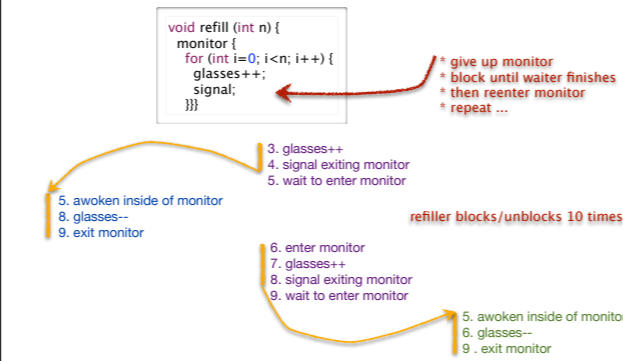 void refill (int n) {
monitor {
for (int i=0; i<n; i++) {
glasses++;
signal;
}}}
* give up monitor
* block until waiter finishes
* then reenter monitor
* repeat ...
3. glasses++
4. signal exiting monitor
5. wait to enter monitor
5. awoken inside of monitor
8. glasses--
9. exit monitor
refiller blocks/unblocks 10 times
6. enter monitor
7. glasses++
8. signal exiting monitor
9. wait to enter monitor
5. awoken inside of monito
6. glasses--
9 . exit monitor